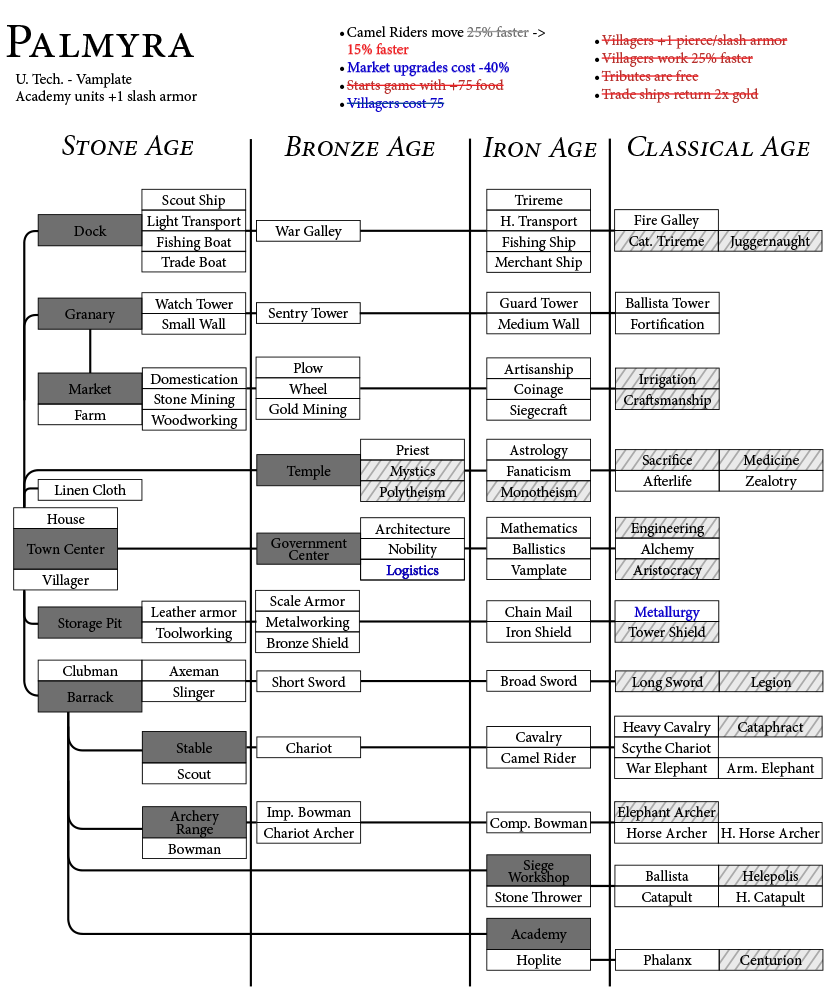 PALMYRA
U. Tech. - Vamplate
Academy units +1 slash armor
Camel Riders move 25% faster ->
15% faster
Market upgrades cost -40%
Starts game with +75 food
Villagers cost 75
Villagers +1 pierce/slash armor
Villagers work 25% faster
Tributes are free
Trade ships return 2x gold
STONE AGE
BRONZE AGE
IRON AGE
CLASSICAL AGE
Dock
Scout Ship
Light Transport
Fishing Boat
Trade Boat
War Galley
Trireme
H. Transport
Fishing Ship
Merchant Ship
Fire Galley
Cat. Trireme
Juggernaught
Granary
Watch Tower
Small Wall
Sentry Tower
Guard Tower
Medium Wall
Ballista Tower
Fortification
Market
Farm
Domestication
Stone Mining
Woodworking
Plow
Wheel
Gold Mining
Artisanship
Coinage
Siegecraft
Irrigation
Craftsmanship
Temple
Priest
Mystics
Polytheism
Astrology
Fanaticism
Monotheism
Sacrifice
Medicine
Afterlife
Zealotry
Linen Cloth
House
Town Center
Villager
Government
Center
Architecture
Nobility
Logistics
Mathematics
Ballistics
Vamplate
Engineering
Alchemy
Aristocracy
Storage Pit
Leather armor
Toolworking
Scale Armor
Metalworking
Bronze Shield
Chain Mail
Iron Shield
Metallurgy
Tower Shield
Clubman
Barrack
Axeman
Slinger
Short Sword
Broad Sword
Long Sword
Legion
Stable
Scout
Chariot
Cavalry
Camel Rider
Heavy Cavalry
Cataphract
Scythe Chariot
War Elephant
Arm. Elephant
Archery
Range
Bowman
Imp. Bowman
Chariot Archer
Comp. Bowman
Elephant Archer
Horse Archer
H. Horse Archer
Siege
Workshop
Stone Thrower
Ballista
Helepolis
Catapult
H. Catapult
Academy
Hoplite
Phalanx
Centurion